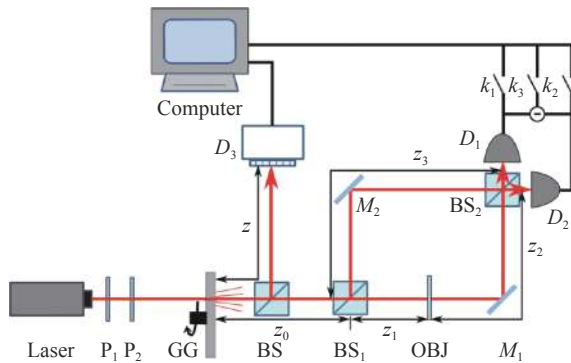 Computer
k₁ k₃ k₂
D₃
D₁
z₃
M₂
BS₂
D₂
z
z₂
z₀
z₁
Laser P₁ P₂ GG BS BS₁ OBJ M₁